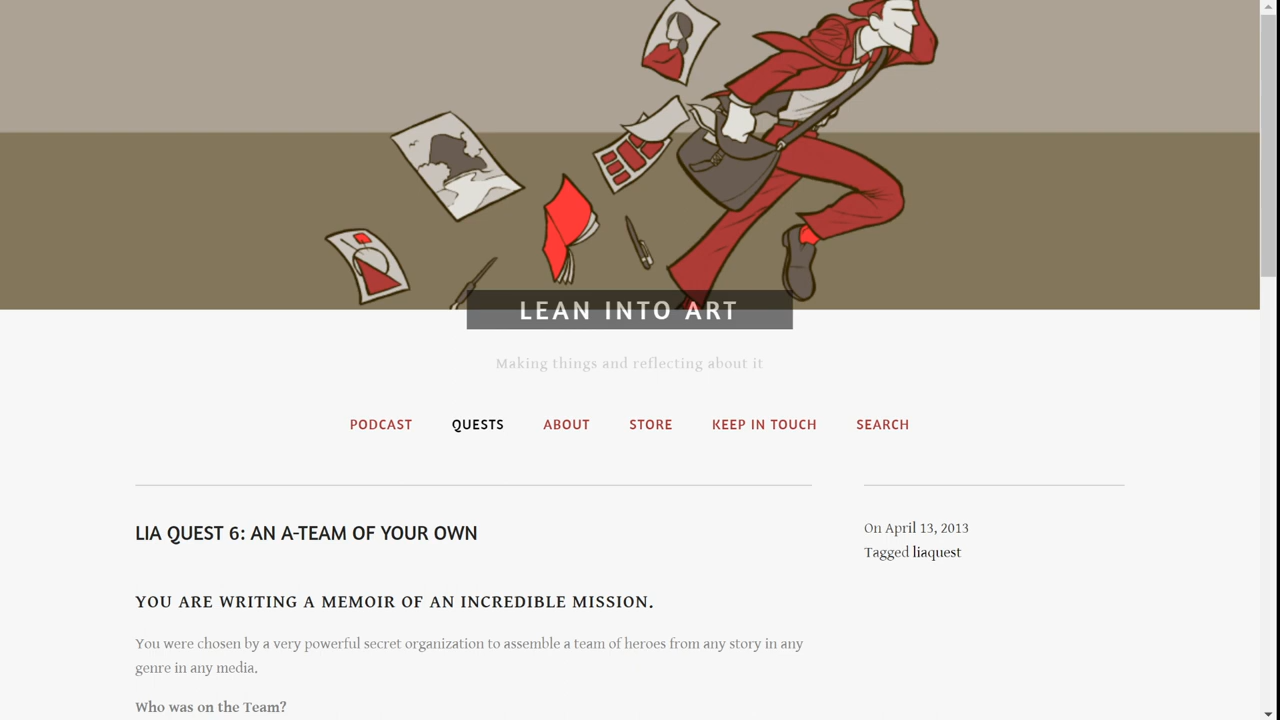 LEAN INTO ART
Making things and reflecting about it
PODCAST QUESTS ABOUT STORE KEEP IN TOUCH SEARCH
LIA QUEST 6: AN A-TEAM OF YOUR OWN
On April 13, 2013
Tagged liaquest
YOU ARE WRITING A MEMOIR OF AN INCREDIBLE MISSION.
You were chosen by a very powerful secret organization to assemble a team of heroes from any story in any
genre in any media.
Who was on the Team?